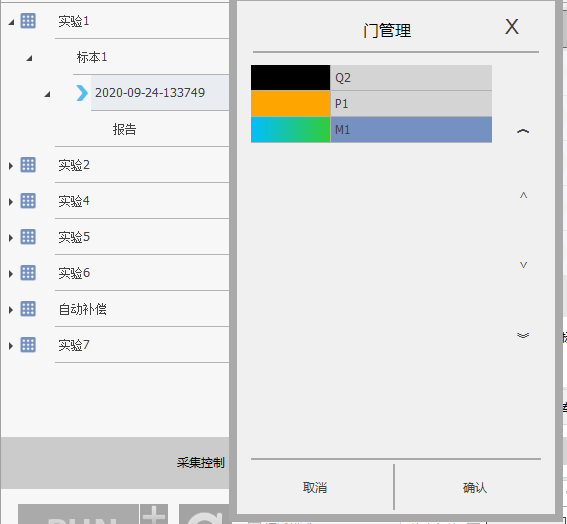 实验1
标本1
2020-09-24-133749
报告
实验2
实验4
实验5
实验6
自动补偿
实验7
采集控制
门管理
X
Q2
P1
M1
取消
确认